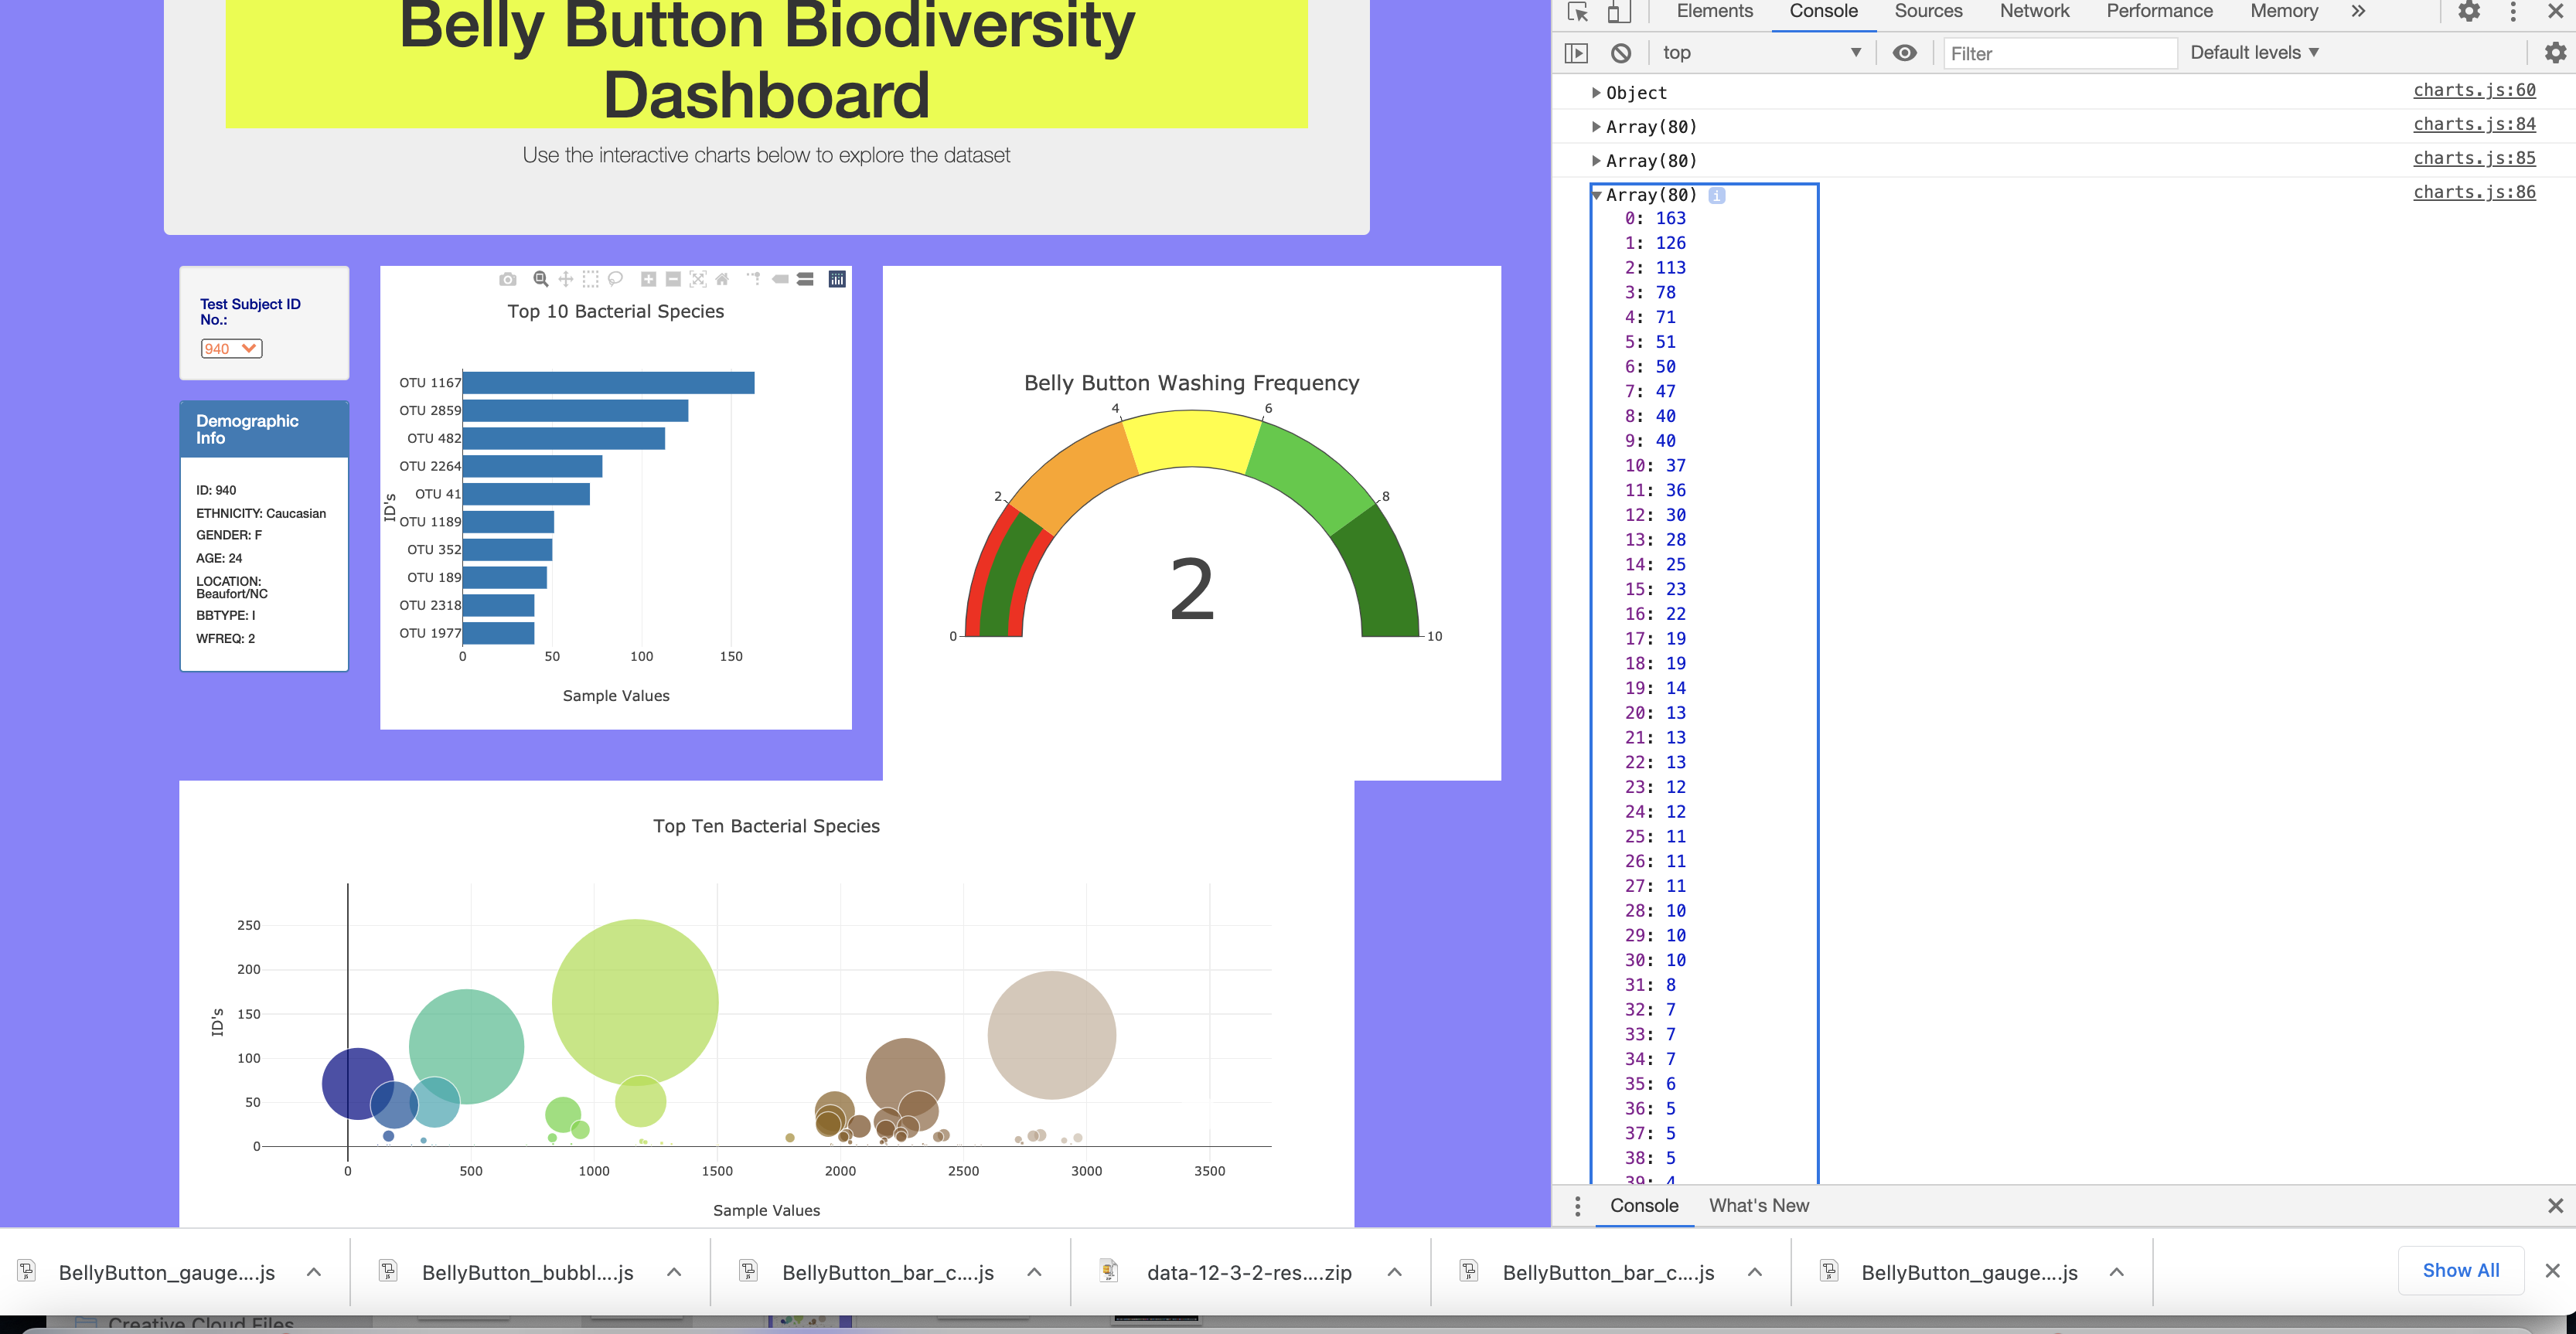 Belly Button Biodiversity
Dashboard
Use the interactive charts below to explore the dataset
Test Subject ID
No.:
940
Demographic
Info
ID: 940
ETHNICITY: Caucasian
GENDER: F
AGE: 24
LOCATION:
Beaufort/NC
BBTYPE: I
WFREQ: 2
Top 10 Bacterial Species
OTU 1167
OTU 2859
OTU 482
OTU 2264
OTU 41
OTU 1189
OTU 352
OTU 189
OTU 2318
OTU 1977
ID's
0 50 100 150
Sample Values
Belly Button Washing Frequency
0
2
4
6
8
10
2
Top Ten Bacterial Species
250
200
150
100
50
0
ID's
0 500 1000 1500 2000 2500 3000 3500
Sample Values
Elements Console Sources Network Performance Memory »
top Filter Default levels
Object charts.js:60
Array(80) charts.js:84
Array(80) charts.js:85
Array(80) i charts.js:86
0: 163
1: 126
2: 113
3: 78
4: 71
5: 51
6: 50
7: 47
8: 40
9: 40
10: 37
11: 36
12: 30
13: 28
14: 25
15: 23
16: 22
17: 19
18: 19
19: 14
20: 13
21: 13
22: 13
23: 12
24: 12
25: 11
26: 11
27: 11
28: 10
29: 10
30: 10
31: 8
32: 7
33: 7
34: 7
35: 6
36: 5
37: 5
38: 5
39: 4
Console What's New
BellyButton_gauge....js
BellyButton_bubbl....js
BellyButton_bar_c....js
data-12-3-2-res....zip
BellyButton_bar_c....js
BellyButton_gauge....js
Show All
Creative Cloud Files